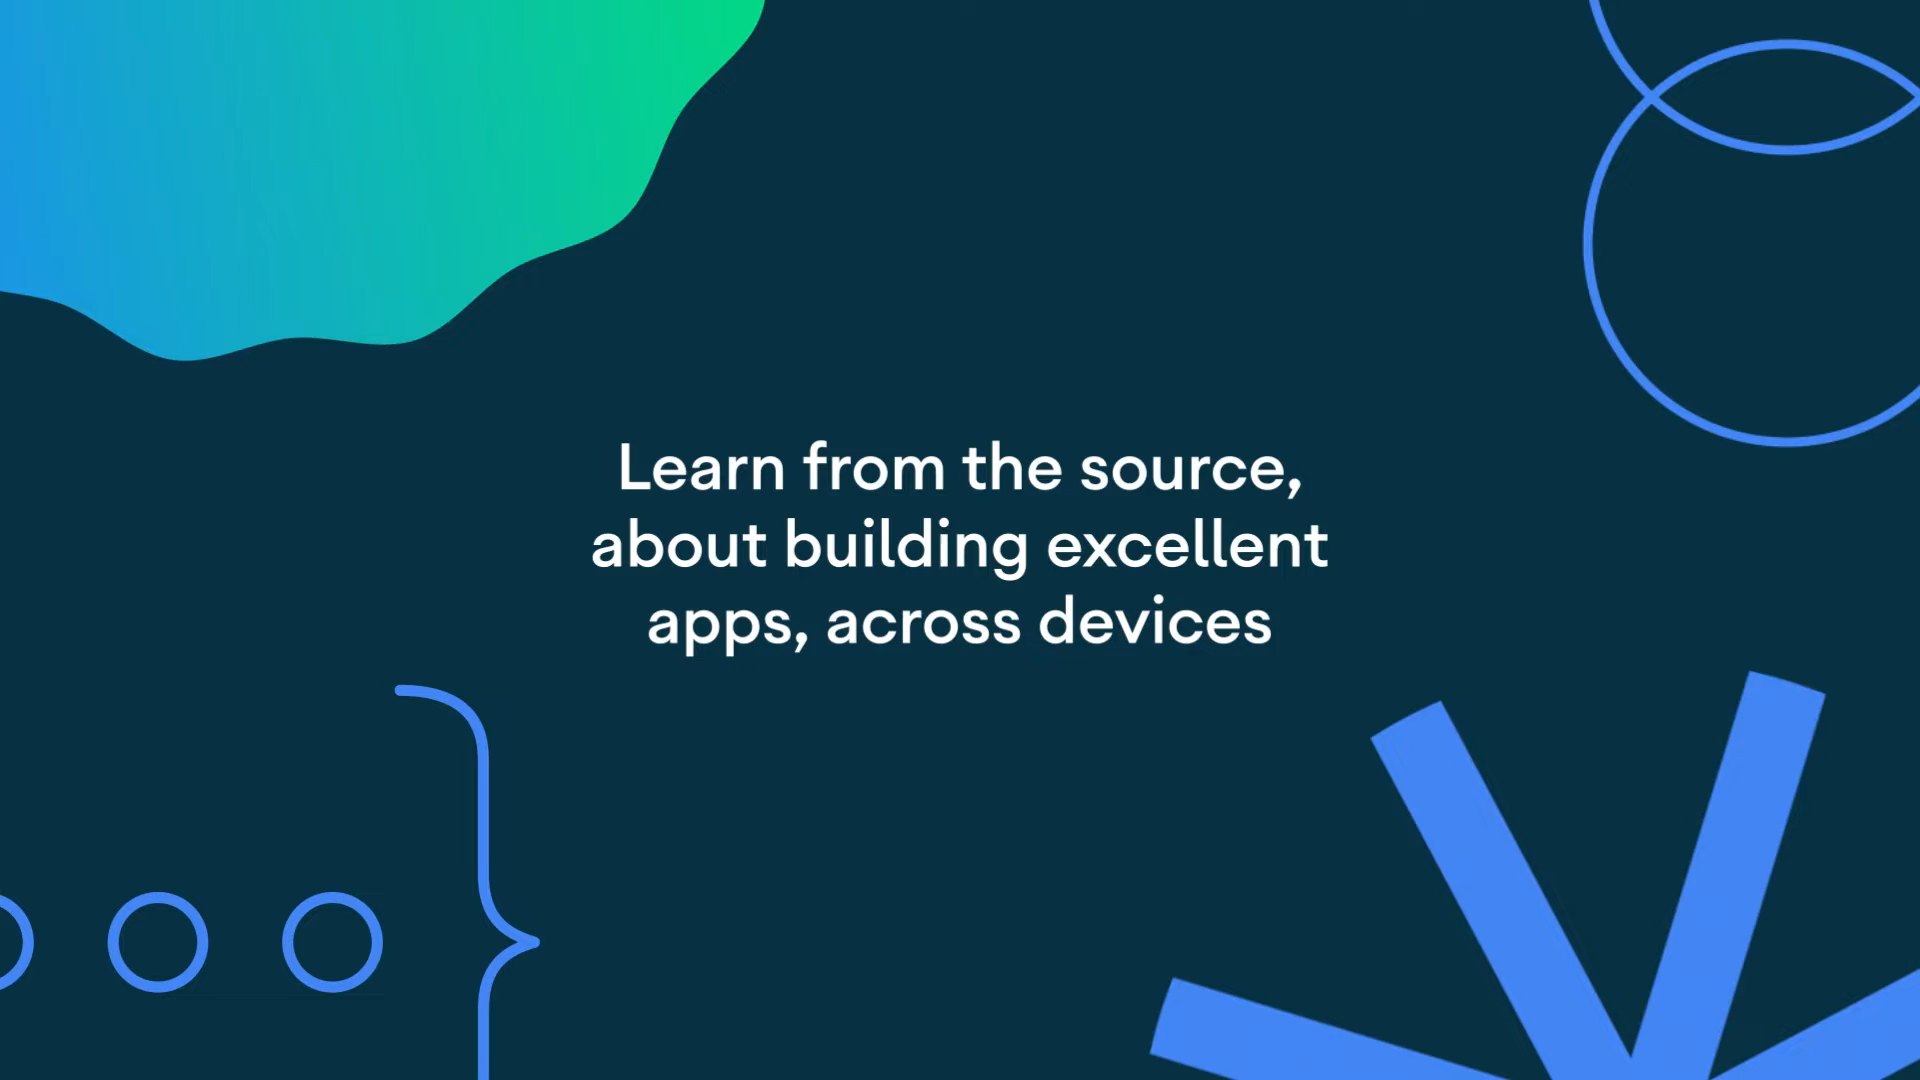 Learn from the source,
about building excellent
apps, across devices